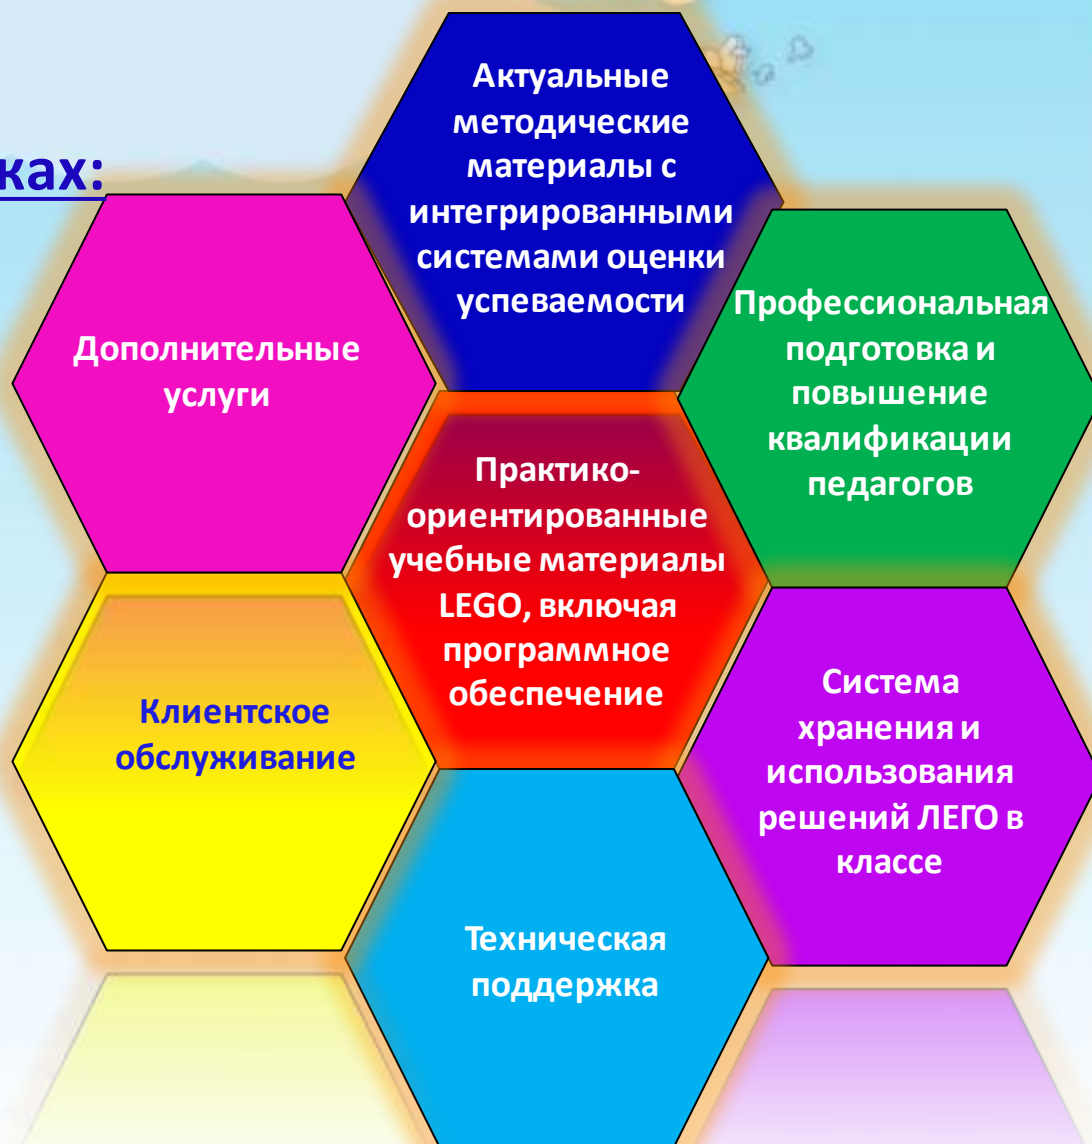 ках:
Актуальные
методические
материалы с
интегрированными
системами оценки
успеваемости
Дополнительные
услуги
Профессиональная
подготовка и
повышение
квалификации
педагогов
Практико-
ориентированные
учебные материалы
LEGO, включая
программное
обеспечение
Клиентское
обслуживание
Система
хранения и
использования
решений ЛЕГО в
классе
Техническая
поддержка